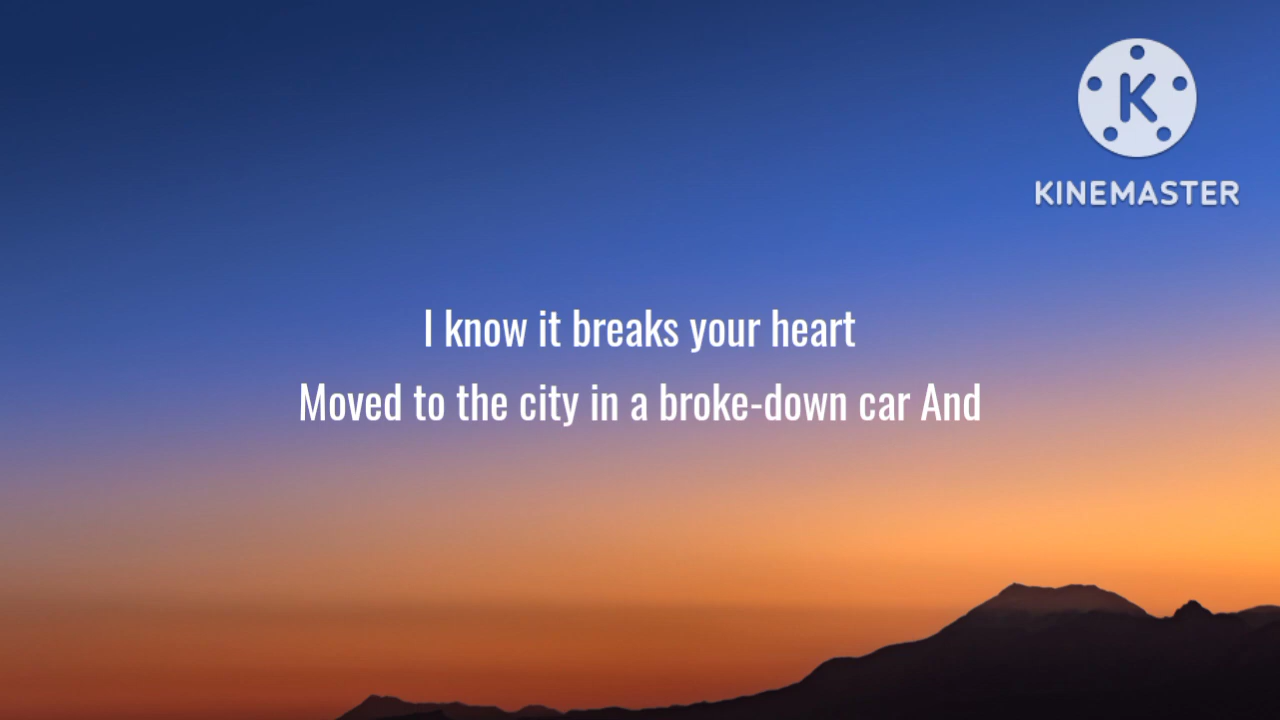 K
KINEMASTER
I know it breaks your heart
Moved to the city in a broke-down car And